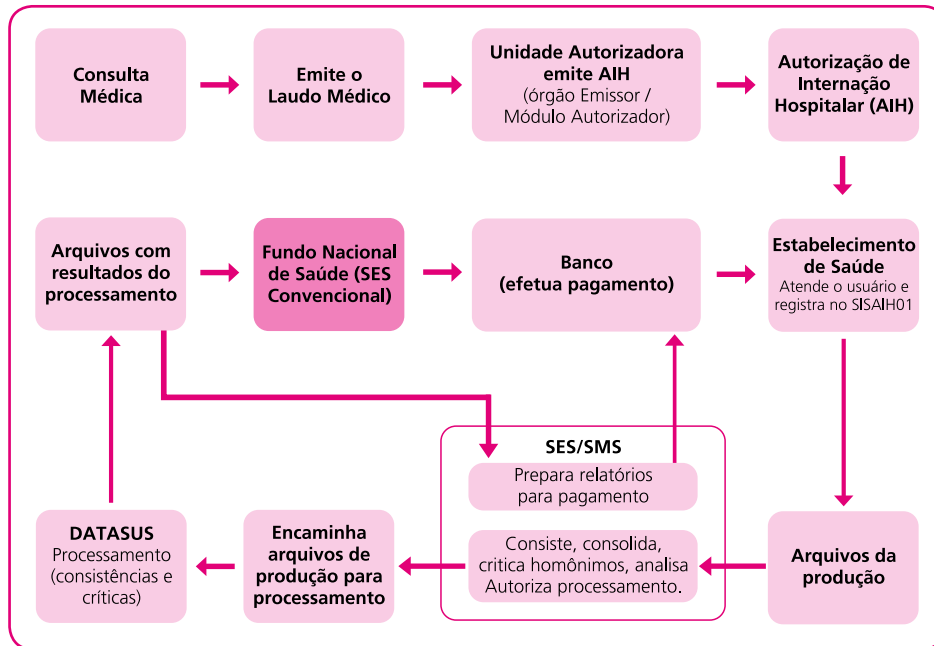 Consulta
Médica
Emite o
Laudo Médico
Unidade Autorizadora
emite AIH
(órgão Emissor /
Módulo Autorizador)
Autorização de
Internação
Hospitalar (AIH)
Arquivos com
resultados do
processamento
Fundo Nacional
de Saúde (SES
Convencional)
Banco
(efetua pagamento)
Estabelecimento
de Saúde
Atende o usuário e
registra no SISAIH01
SES/SMS
Prepara relatórios
para pagamento
DATASUS
Processamento
(consistências e
críticas)
Encaminha
arquivos de
produção para
processamento
Consiste, consolida,
critica homônimos, analisa
Autoriza processamento.
Arquivos da
produção